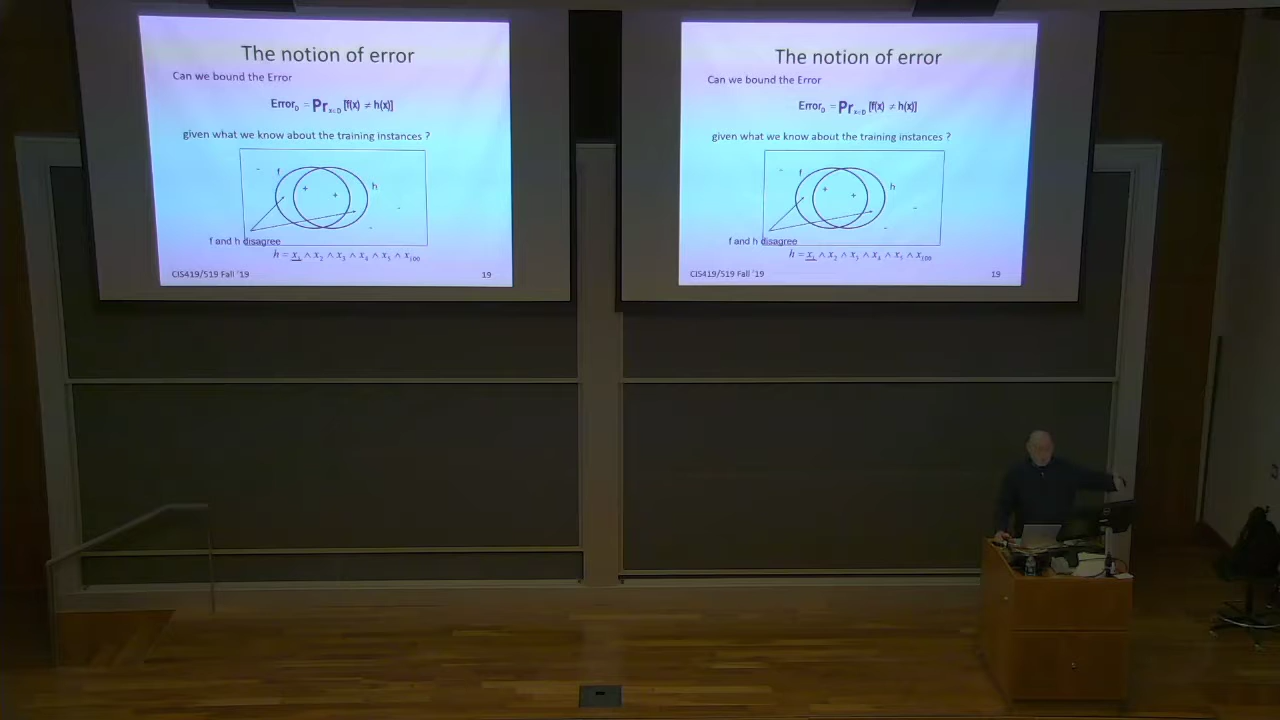 The notion of error
Can we bound the Error
Error_D = Pr_x∈D [f(x) ≠ h(x)]
given what we know about the training instances ?
- f
+ + h
-
-
f and h disagree
h = x₁ ∧ x₂ ∧ x₃ ∧ x₄ ∧ x₅ ∧ x₁₀₀
CIS419/519 Fall '19 19
The notion of error
Can we bound the Error
Error_D = Pr_x∈D [f(x) ≠ h(x)]
given what we know about the training instances ?
- f
+ + h
-
-
f and h disagree
h = x₁ ∧ x₂ ∧ x₃ ∧ x₄ ∧ x₅ ∧ x₁₀₀
CIS419/519 Fall '19 19